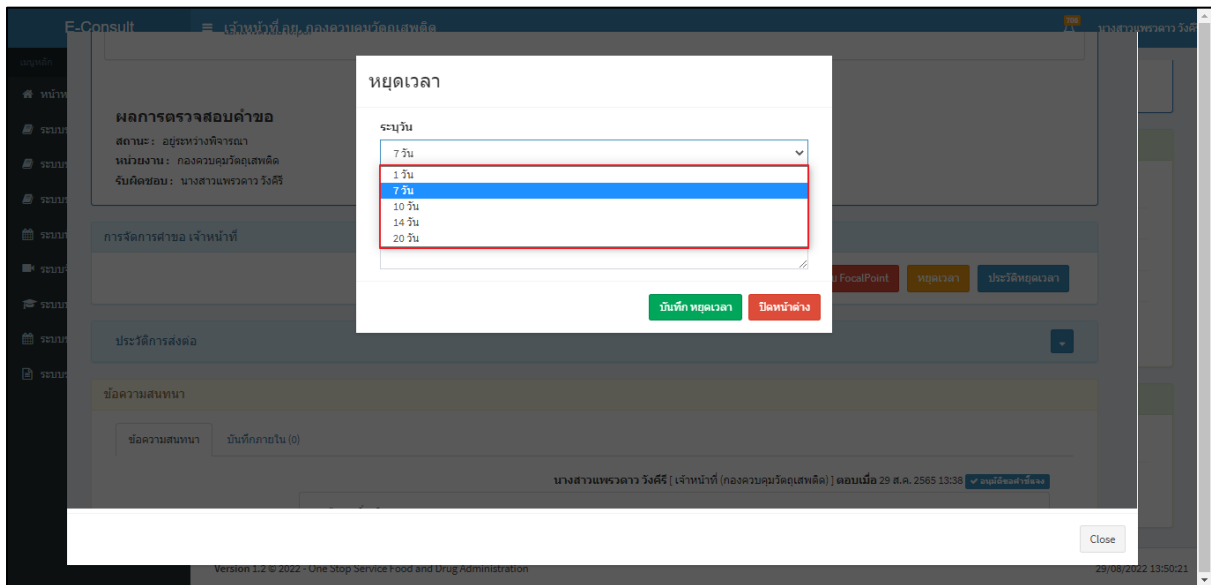 E-Consult
เจ้าหน้าที่ อย. กองควบคุมวัตถุเสพติด
นางสาวแพรวดาว วังคี
เมนูหลัก
ผลการตรวจสอบคำขอ
สถานะ : อยู่ระหว่างพิจารณา
หน่วยงาน : กองควบคุมวัตถุเสพติด
รับผิดชอบ : นางสาวแพรวดาว วังคีรี
หยุดเวลา
ระบุวัน
7 วัน
1 วัน
7 วัน
10 วัน
14 วัน
20 วัน
บันทึก หยุดเวลา
ปิดหน้าต่าง
การจัดการคำขอ เจ้าหน้าที่
FocalPoint
หยุดเวลา
ประวัติหยุดเวลา
ประวัติการส่งต่อ
ข้อความสนทนา
ข้อความสนทนา
บันทึกภายใน (0)
นางสาวแพรวดาว วังคีรี [ เจ้าหน้าที่ (กองควบคุมวัตถุเสพติด) ] ตอบเมื่อ 29 ส.ค. 2565 13:38
Close
Version 1.2 © 2022 - One Stop Service Food and Drug Administration
29/08/2022 13:50:21